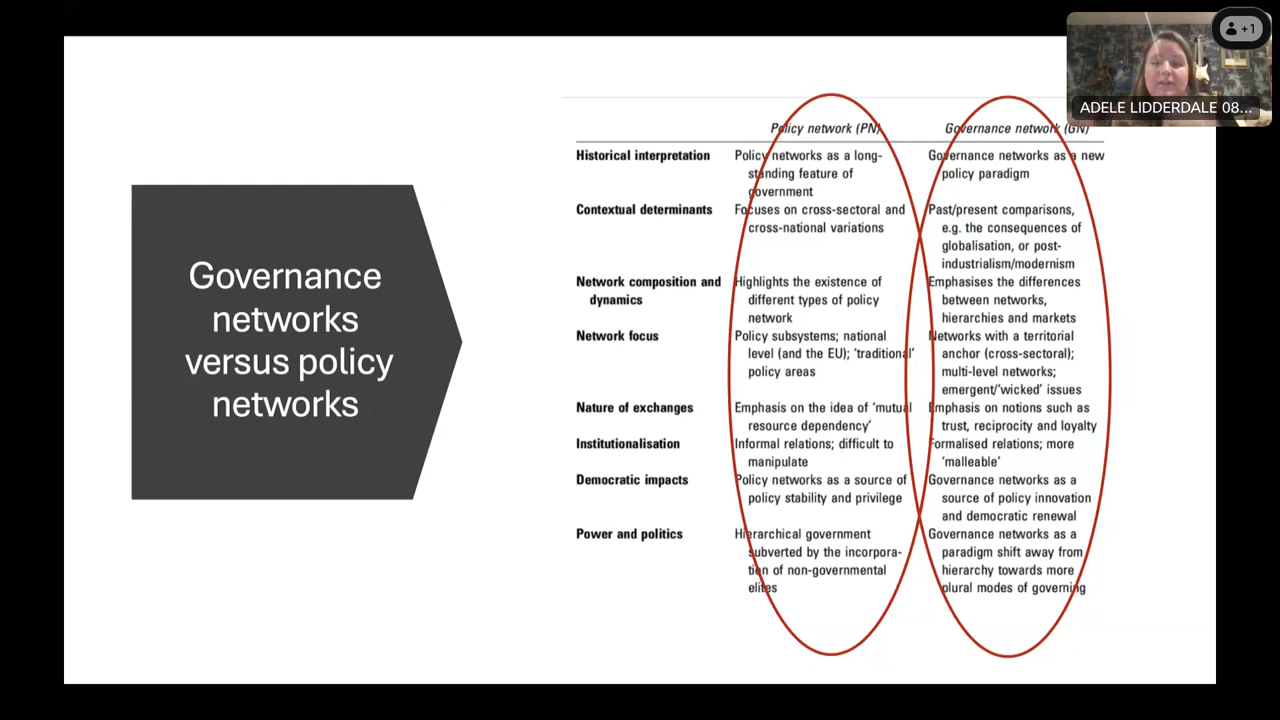 +1
ADELE LIDDERDALE 08...
Governance
networks
versus policy
networks
Policy network (PN) Governance network (GN)
Historical interpretation Policy networks as a long- Governance networks as a new
standing feature of policy paradigm
government
Contextual determinants Focuses on cross-sectoral and Past/present comparisons,
cross-national variations e.g. the consequences of
globalisation, or post-
industrialism/modernism
Network composition and Highlights the existence of Emphasises the differences
dynamics different types of policy between networks,
network hierarchies and markets
Network focus Policy subsystems; national Networks with a territorial
level (and the EU); ‘traditional’ anchor (cross-sectoral);
policy areas multi-level networks;
emergent/‘wicked’ issues
Nature of exchanges Emphasis on the idea of ‘mutual Emphasis on notions such as
resource dependency’ trust, reciprocity and loyalty
Institutionalisation Informal relations; difficult to Formalised relations; more
manipulate ‘malleable’
Democratic impacts Policy networks as a source of Governance networks as a
policy stability and privilege source of policy innovation
and democratic renewal
Power and politics Hierarchical government Governance networks as a
subverted by the incorpora- paradigm shift away from
tion of non-governmental hierarchy towards more
elites plural modes of governing